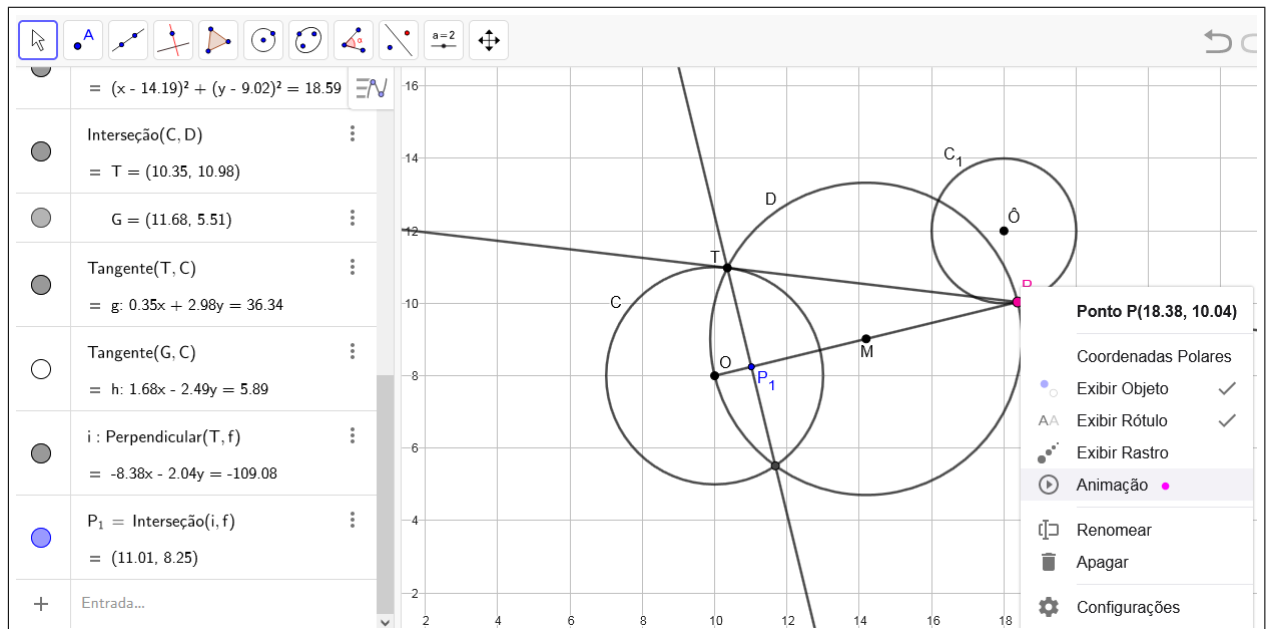 A
a=2
= (x - 14.19)² + (y - 9.02)² = 18.59
Interseção(C, D)
= T = (10.35, 10.98)
G = (11.68, 5.51)
Tangente(T, C)
= g: 0.35x + 2.98y = 36.34
Tangente(G, C)
= h: 1.68x - 2.49y = 5.89
i : Perpendicular(T, f)
= -8.38x - 2.04y = -109.08
P₁ = Interseção(i, f)
= (11.01, 8.25)
+ Entrada...
16
14
12
10
8
6
4
2
2 4 6 8 10 12 14 16 18
C₁
D
Ô
T
C
P
O
M
P₁
Ponto P(18.38, 10.04)
Coordenadas Polares
Exibir Objeto
AA Exibir Rótulo
Exibir Rastro
Animação
Renomear
Apagar
Configurações